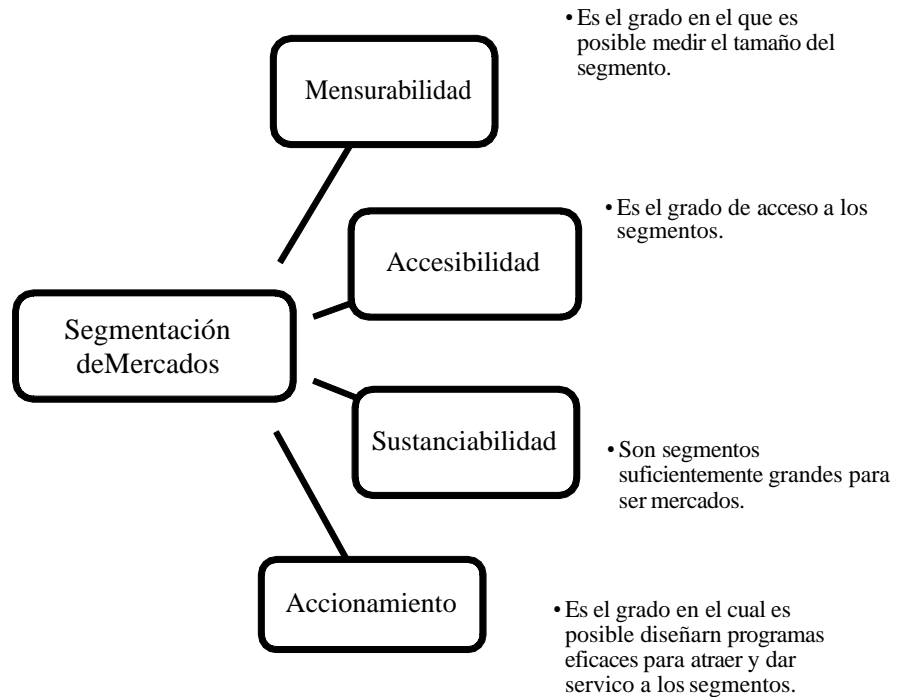 • Es el grado en el que es
posible medir el tamaño del
segmento.
Mensurabilidad
• Es el grado de acceso a los
segmentos.
Accesibilidad
Segmentación
deMercados
Sustanciabilidad
• Son segmentos
suficientemente grandes para
ser mercados.
Accionamiento
• Es el grado en el cual es
posible diseñarn programas
eficaces para atraer y dar
servico a los segmentos.